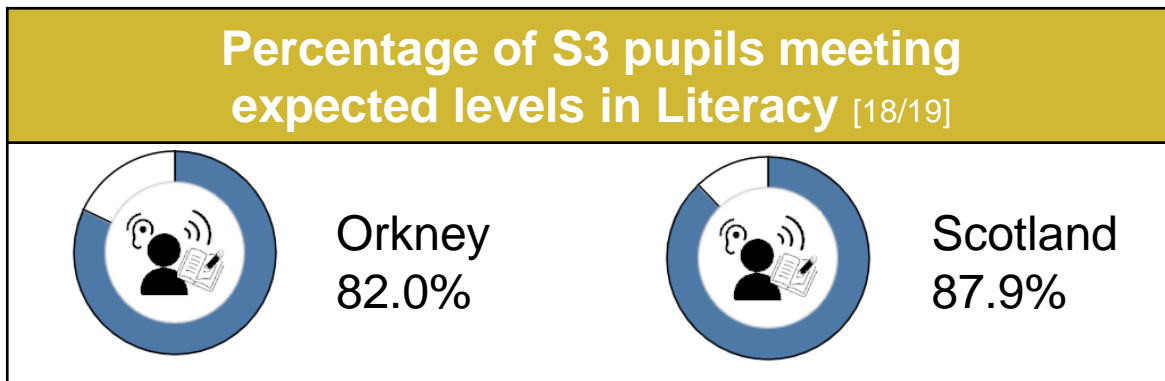 Percentage of S3 pupils meeting
expected levels in Literacy [18/19]
Orkney
82.0%
Scotland
87.9%